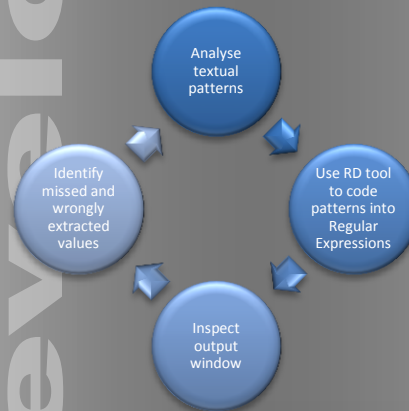 Analyse
textual
patterns
Use RD tool
to code
patterns into
Regular
Expressions
Inspect
output
window
Identify
missed and
wrongly
extracted
values